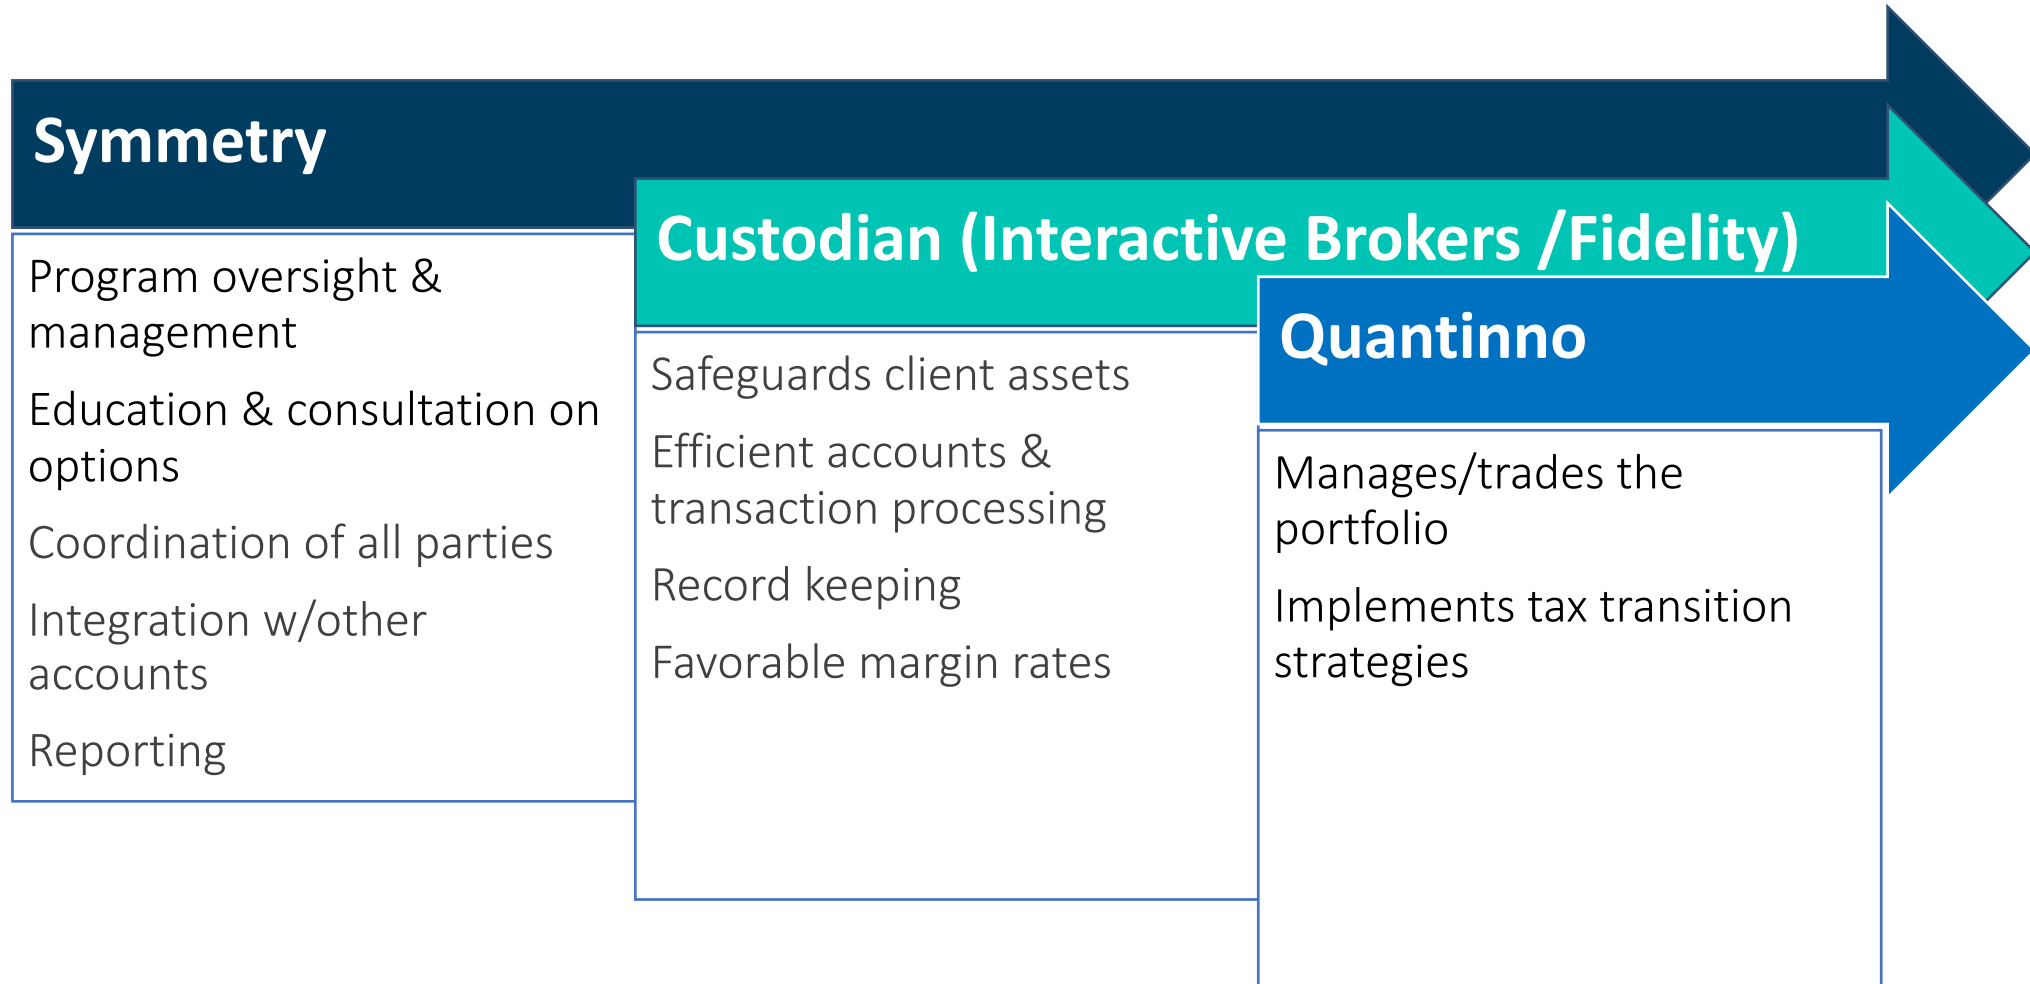 Symmetry
Program oversight &
management
Education & consultation on
options
Coordination of all parties
Integration w/other
accounts
Reporting
Custodian (Interactive Brokers /Fidelity)
Safeguards client assets
Efficient accounts &
transaction processing
Record keeping
Favorable margin rates
Quantinno
Manages/trades the
portfolio
Implements tax transition
strategies